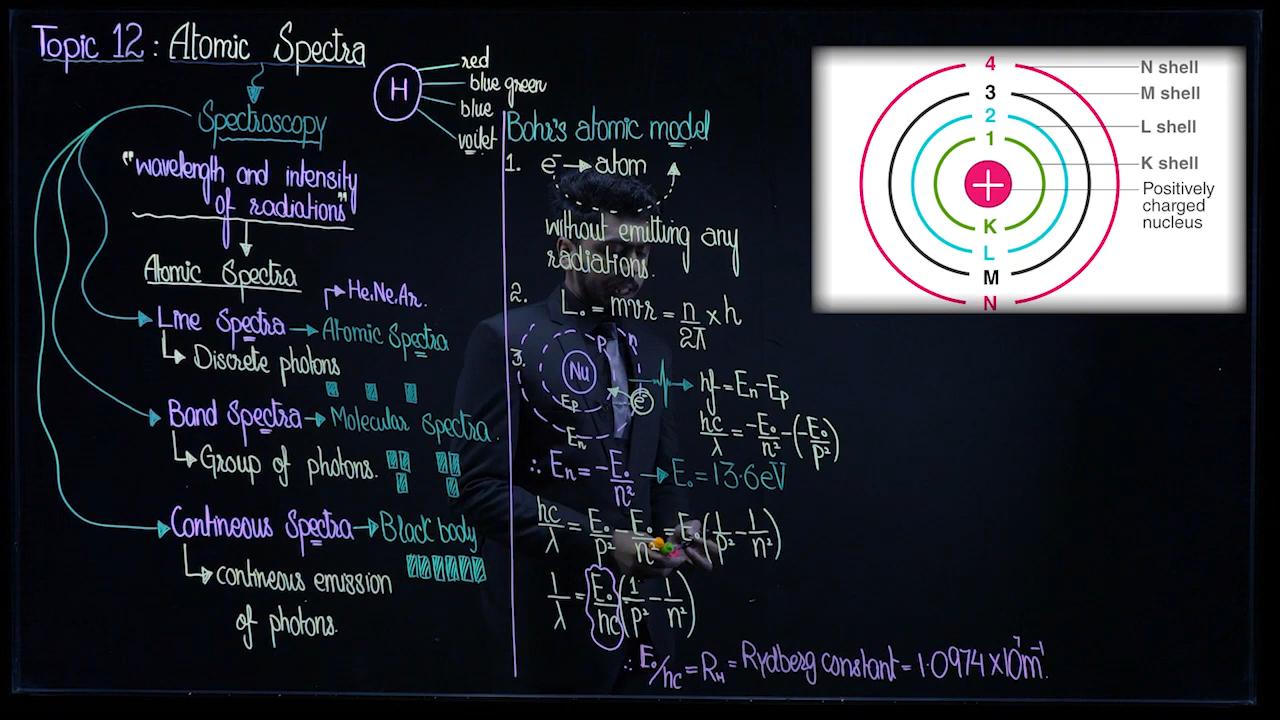 Topic 12 : Atomic Spectra
Spectroscopy
"wavelength and intensity
of radiations"
Atomic Spectra
He.Ne.Ar.
Line Spectra → Atomic Spectra
Discrete photons
Band Spectra → Molecular Spectra.
Group of photons.
Contineous Spectra → Black body
contineous emission
of photons.
H
red
blue green
blue
voilet
Bohr's atomic model
1. e⁻ → atom
without emitting any
radiations.
2. L₀ = mvr = n/2π × h
3.
P n
Nu
e⁻
Ep
En
hf = En - Ep
hc/λ = -E₀/n² - (-E₀/p²)
∴ En = -E₀/n² → E₀ = 13.6eV
hc/λ = E₀/p² - E₀/n² = E₀(1/p² - 1/n²)
1/λ = E₀/hc (1/p² - 1/n²)
∴ E₀/hc = R_H = Rydberg constant = 1.0974 × 10⁷m⁻¹.
4
3
2
1
K
L
M
N
N shell
M shell
L shell
K shell
Positively
charged
nucleus